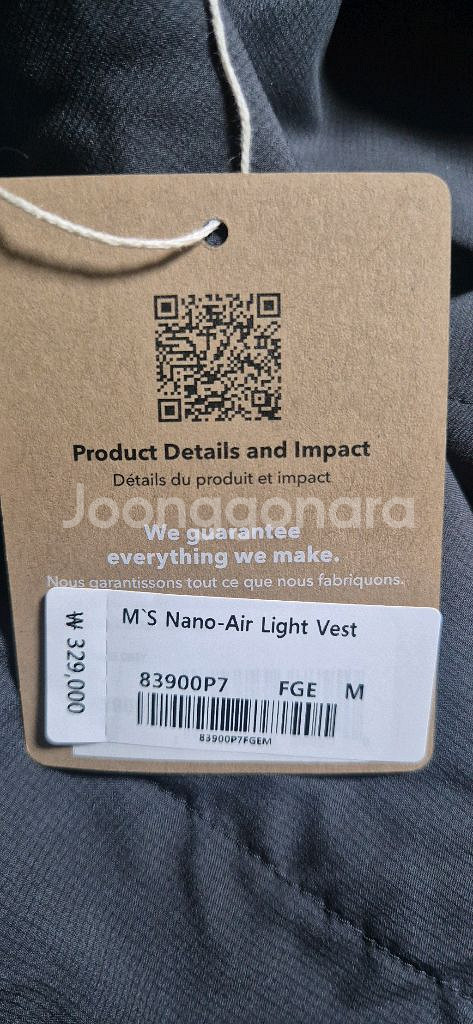 Product Details and Impact
Détails du produit et impact
Joonggonara
We guarantee
everything we make.
Nous garantissons tout ce que nous fabriquons.
₩ 329,000
M`S Nano-Air Light Vest
83900P7 FGE M
83900P7FGEM